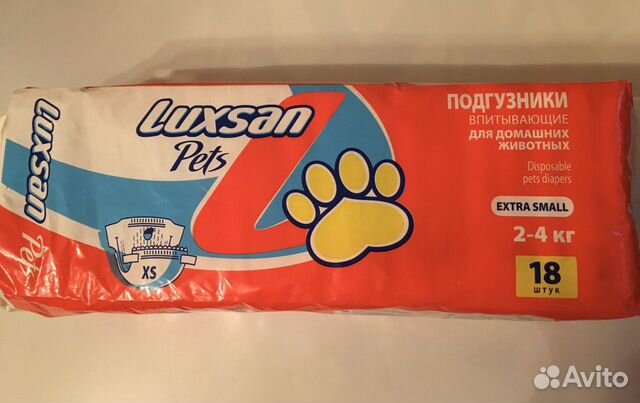 Luxsan
Pets
Luxsan
Pets
XS
ПОДГУЗНИКИ
ВПИТЫВАЮЩИЕ
ДЛЯ ДОМАШНИХ
ЖИВОТНЫХ
Disposable
pets diapers
EXTRA SMALL
2-4 кг
18
штук
Avito